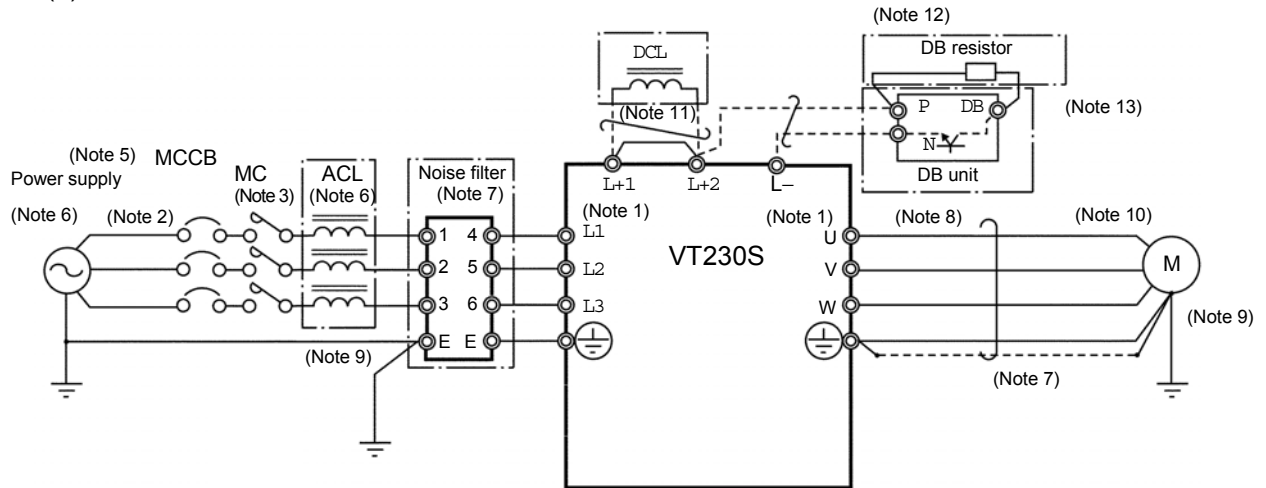 (Note 12)
DCL
DB resistor
(Note 11)
P DB
(Note 13)
N
DB unit
(Note 5)
MCCB
Power supply
MC
(Note 3)
ACL
(Note 6)
Noise filter
(Note 7)
L+1 L+2 L−
(Note 6)
(Note 2)
(Note 1)
(Note 1)
(Note 8)
(Note 10)
1 4 L1
U
2 5 L2
VT230S
V
M
3 6 L3
W
(Note 9)
E E
(Note 9)
(Note 7)